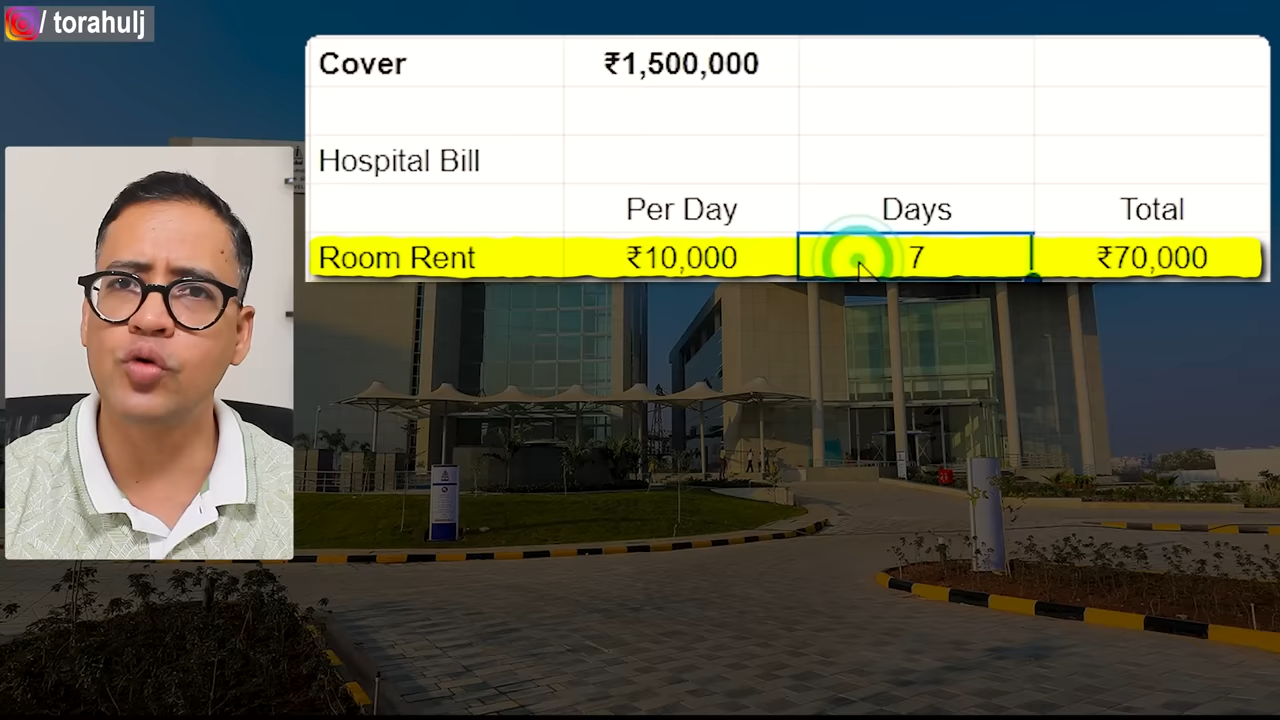 / torahulj
Cover ₹1,500,000
Hospital Bill
Per Day Days Total
Room Rent ₹10,000 7 ₹70,000